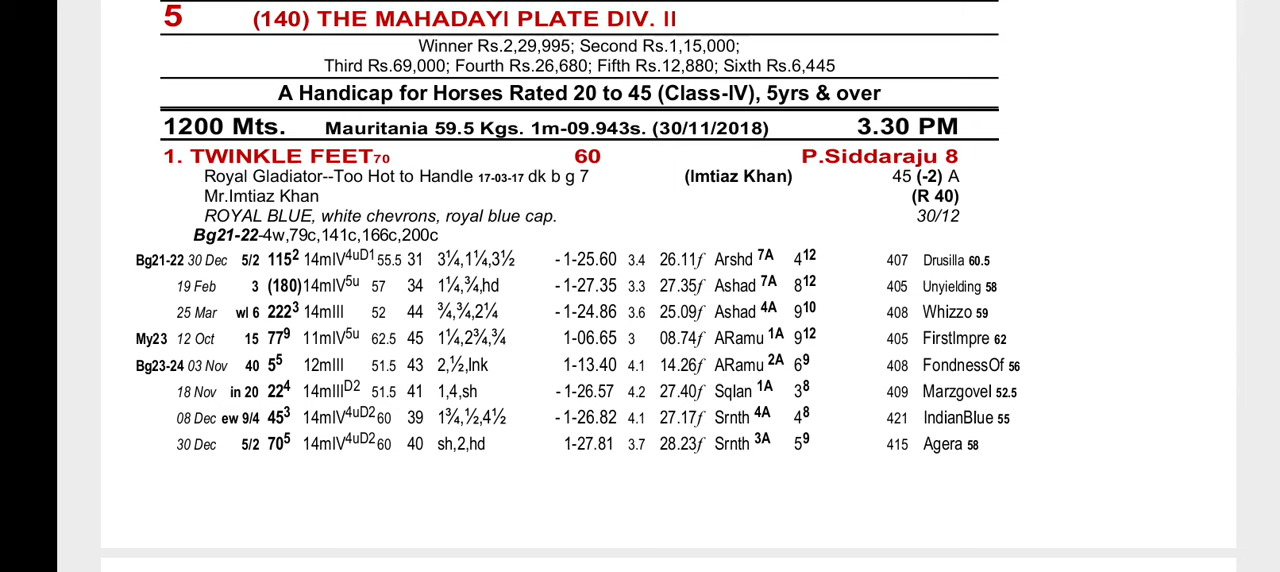 5 (140) THE MAHADAYI PLATE DIV. II
Winner Rs.2,29,995; Second Rs.1,15,000;
Third Rs.69,000; Fourth Rs.26,680; Fifth Rs.12,880; Sixth Rs.6,445
A Handicap for Horses Rated 20 to 45 (Class-IV), 5yrs & over
1200 Mts. Mauritania 59.5 Kgs. 1m-09.943s. (30/11/2018) 3.30 PM
1. TWINKLE FEET70 60 P.Siddaraju 8
Royal Gladiator--Too Hot to Handle 17-03-17 dk b g 7 (Imtiaz Khan) 45 (-2) A
Mr.Imtiaz Khan (R 40)
ROYAL BLUE, white chevrons, royal blue cap. 30/12
Bg21-22-4w,79c,141c,166c,200c
Bg21-22 30 Dec 5/2 115² 14mIV4uD1 55.5 31 3¼,1¼,3½ - 1-25.60 3.4 26.11ƒ Arshd 7A 4¹² 407 Drusilla 60.5
19 Feb 3 (180) 14mIV5u 57 34 1¼,¾,hd - 1-27.35 3.3 27.35ƒ Ashad 7A 8¹² 405 Unyielding 58
25 Mar wl 6 222³ 14mIII 52 44 ¾,¾,2¼ - 1-24.86 3.6 25.09ƒ Ashad 4A 9¹⁰ 408 Whizzo 59
My23 12 Oct 15 77⁹ 11mIV5u 62.5 45 1¼,2¾,¾ 1-06.65 3 08.74ƒ ARamu 1A 9¹² 405 FirstImpre 62
Bg23-24 03 Nov 40 5⁵ 12mIII 51.5 43 2,½,lnk 1-13.40 4.1 14.26ƒ ARamu 2A 6⁹ 408 FondnessOf 56
18 Nov in 20 22⁴ 14mIIID2 51.5 41 1,4,sh - 1-26.57 4.2 27.40ƒ Sqlan 1A 3⁸ 409 Marzgovel 52.5
08 Dec ew 9/4 45³ 14mIV4uD2 60 39 1¾,½,4½ - 1-26.82 4.1 27.17ƒ Srnth 4A 4⁸ 421 IndianBlue 55
30 Dec 5/2 70⁵ 14mIV4uD2 60 40 sh,2,hd 1-27.81 3.7 28.23ƒ Srnth 3A 5⁹ 415 Agera 58